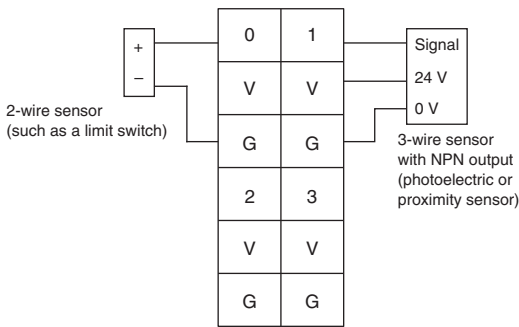 0 1
+
–
Signal
24 V
0 V
V V
2-wire sensor
(such as a limit switch)
G G
3-wire sensor
with NPN output
(photoelectric or
proximity sensor)
2 3
V V
G G